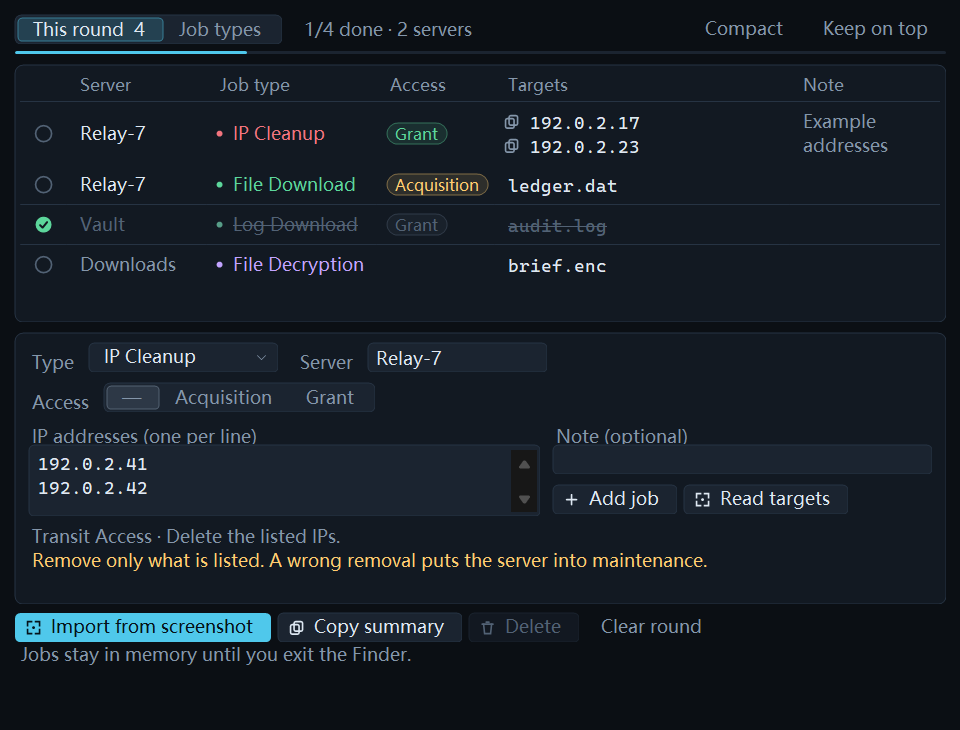 This round 4 Job types 1/4 done · 2 servers Compact Keep on top
Server Job type Access Targets Note
Relay-7 • IP Cleanup Grant 192.0.2.17 Example
192.0.2.23 addresses
Relay-7 • File Download Acquisition ledger.dat
Vault • Log Download Grant audit.log
Downloads • File Decryption brief.enc
Type IP Cleanup Server Relay-7
Access — Acquisition Grant
IP addresses (one per line) Note (optional)
192.0.2.41
192.0.2.42
+ Add job Read targets
Transit Access · Delete the listed IPs.
Remove only what is listed. A wrong removal puts the server into maintenance.
Import from screenshot Copy summary Delete Clear round
Jobs stay in memory until you exit the Finder.